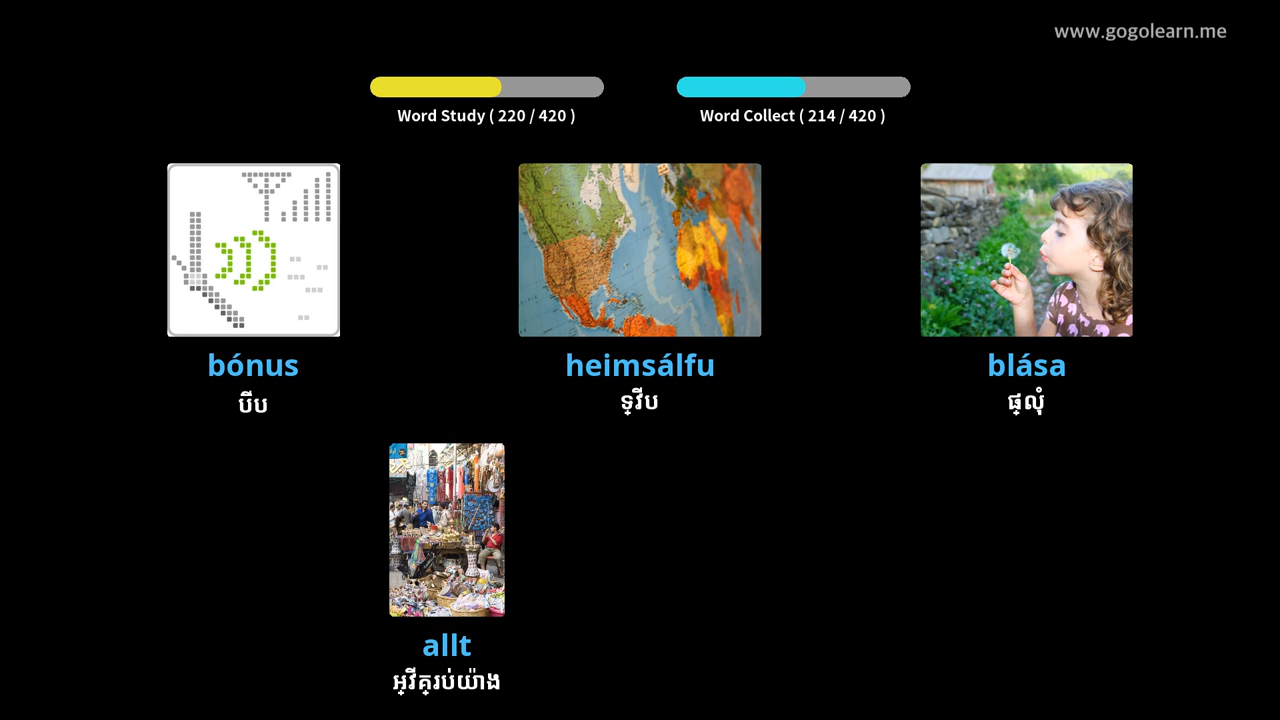 www.gogolearn.me
Word Study ( 220 / 420 )
Word Collect ( 214 / 420 )
bónus
ប៊ីប
heimsálfu
ទ្វីប
blása
ផ្លុំ
allt
អ្វីគ្រប់យ៉ាង